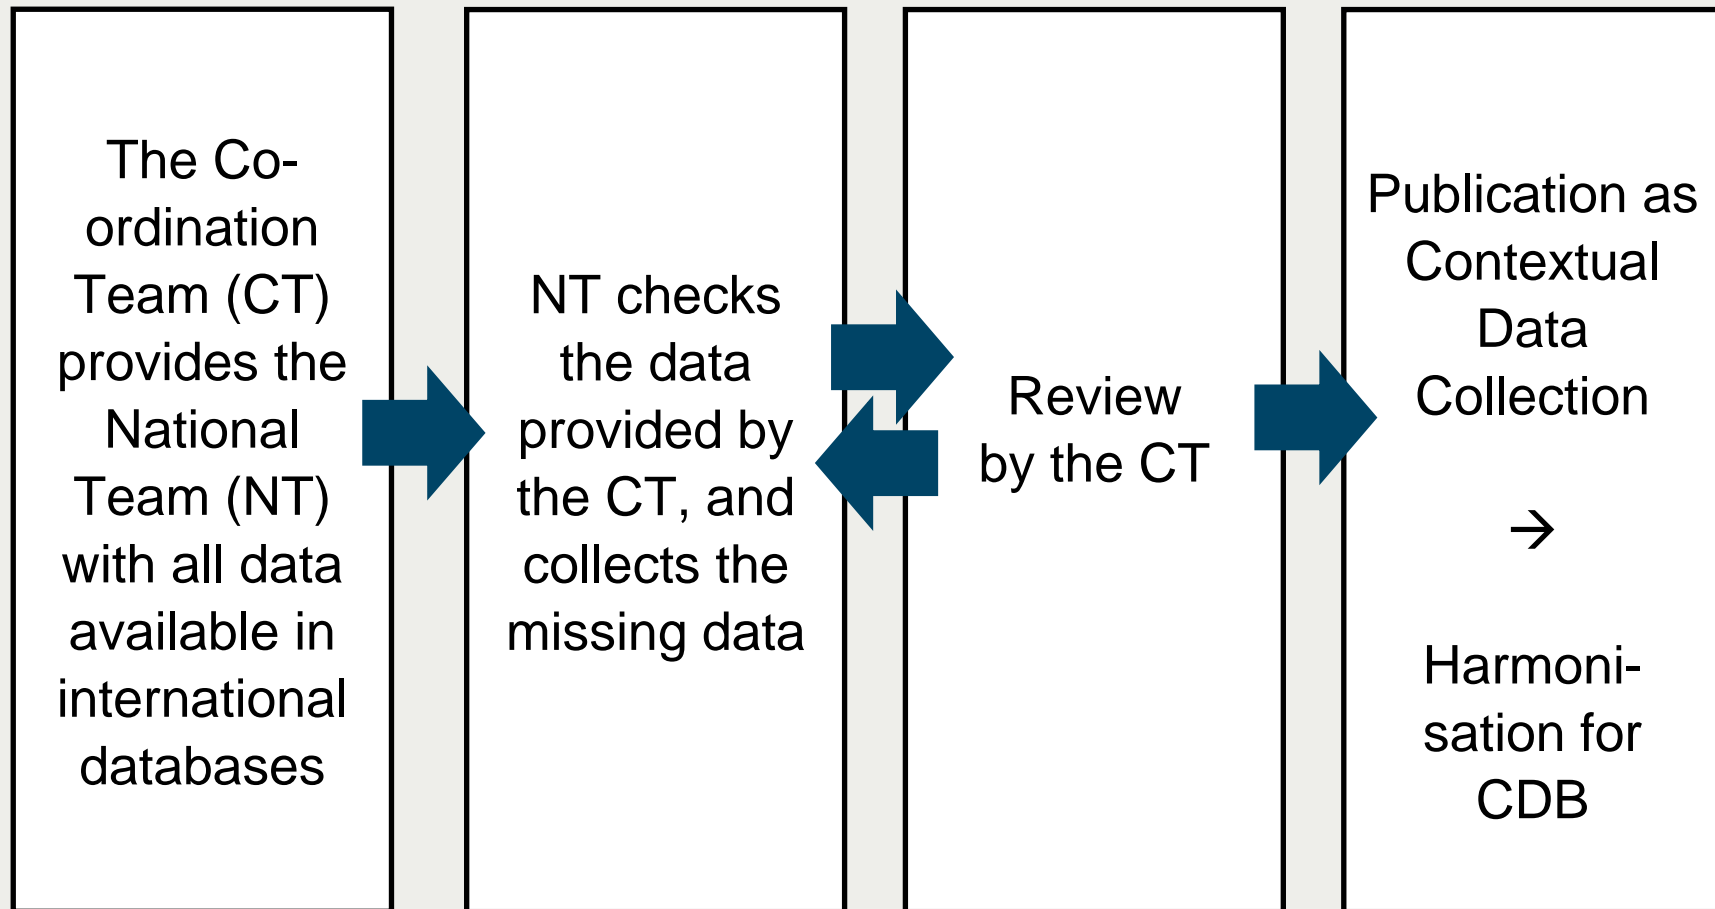 The Co-
ordination
Team (CT)
provides the
National
Team (NT)
with all data
available in
international
databases
NT checks
the data
provided by
the CT, and
collects the
missing data
Review
by the CT
Publication as
Contextual
Data
Collection
→
Harmoni-
sation for
CDB